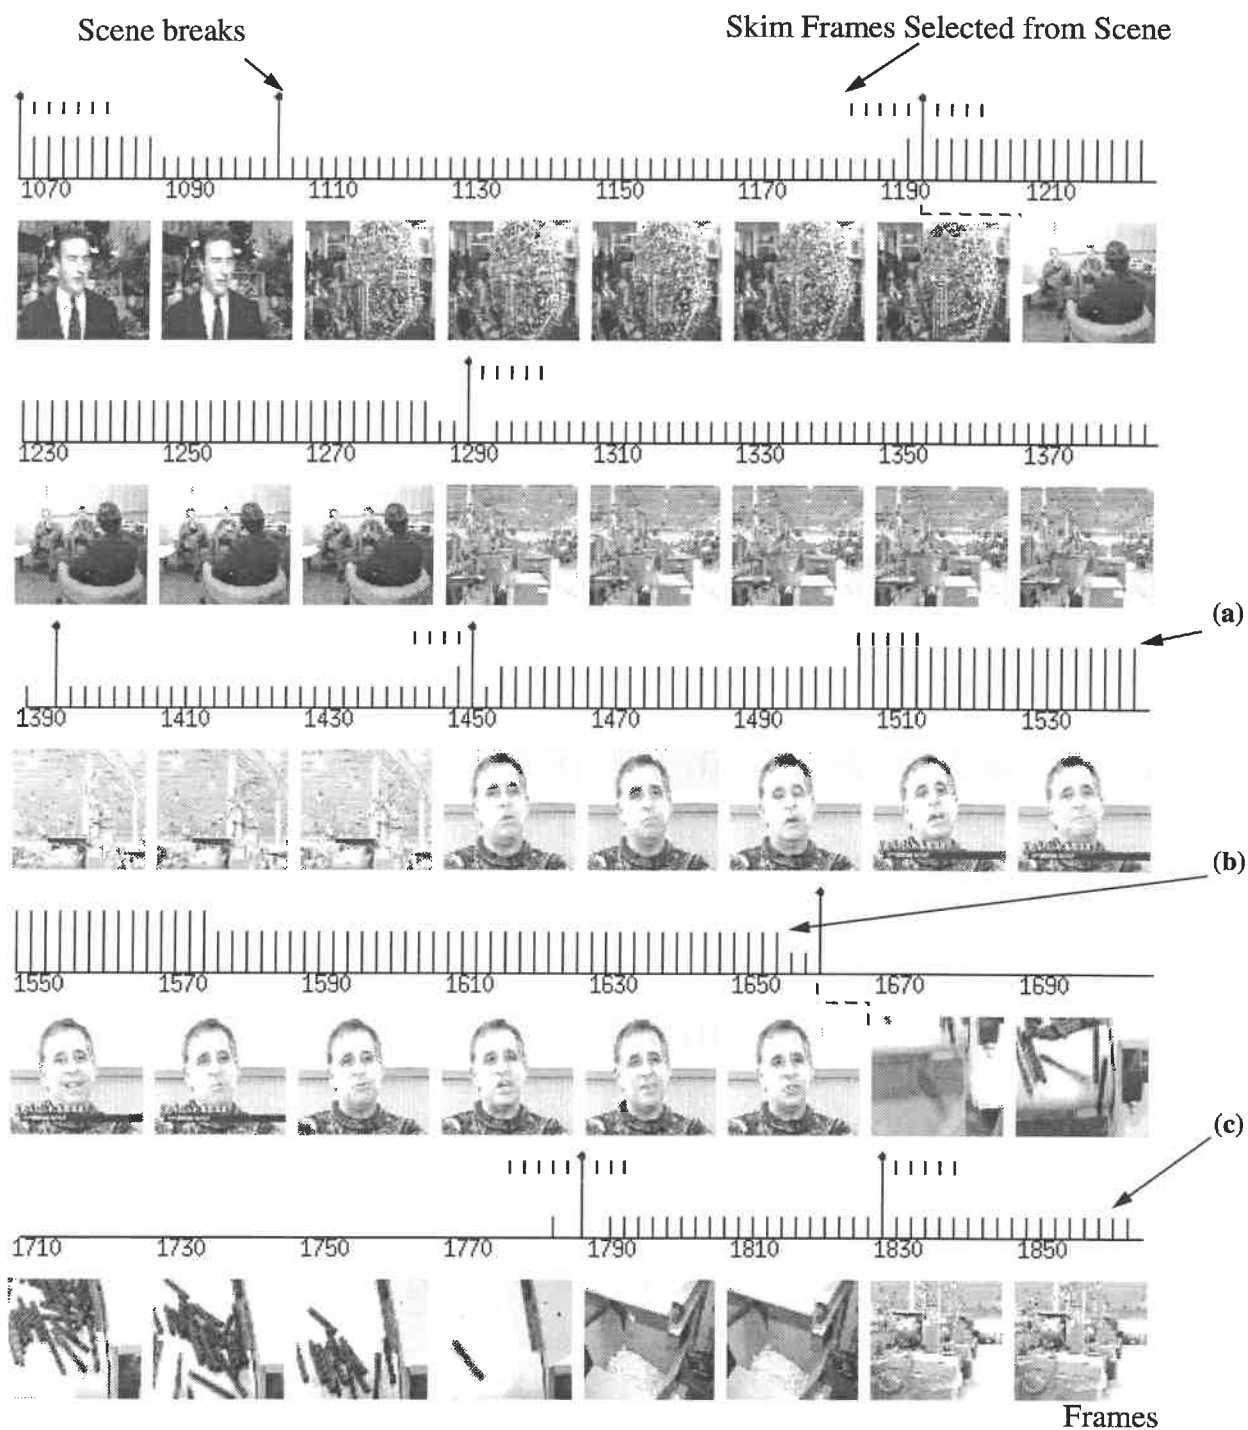 Scene breaks
Skim Frames Selected from Scene
1070 1090 1110 1130 1150 1170 1190 1210
1230 1250 1270 1290 1310 1330 1350 1370
(a)
1390 1410 1430 1450 1470 1490 1510 1530
(b)
1550 1570 1590 1610 1630 1650 1670 1690
(c)
1710 1730 1750 1770 1790 1810 1830 1850
Frames